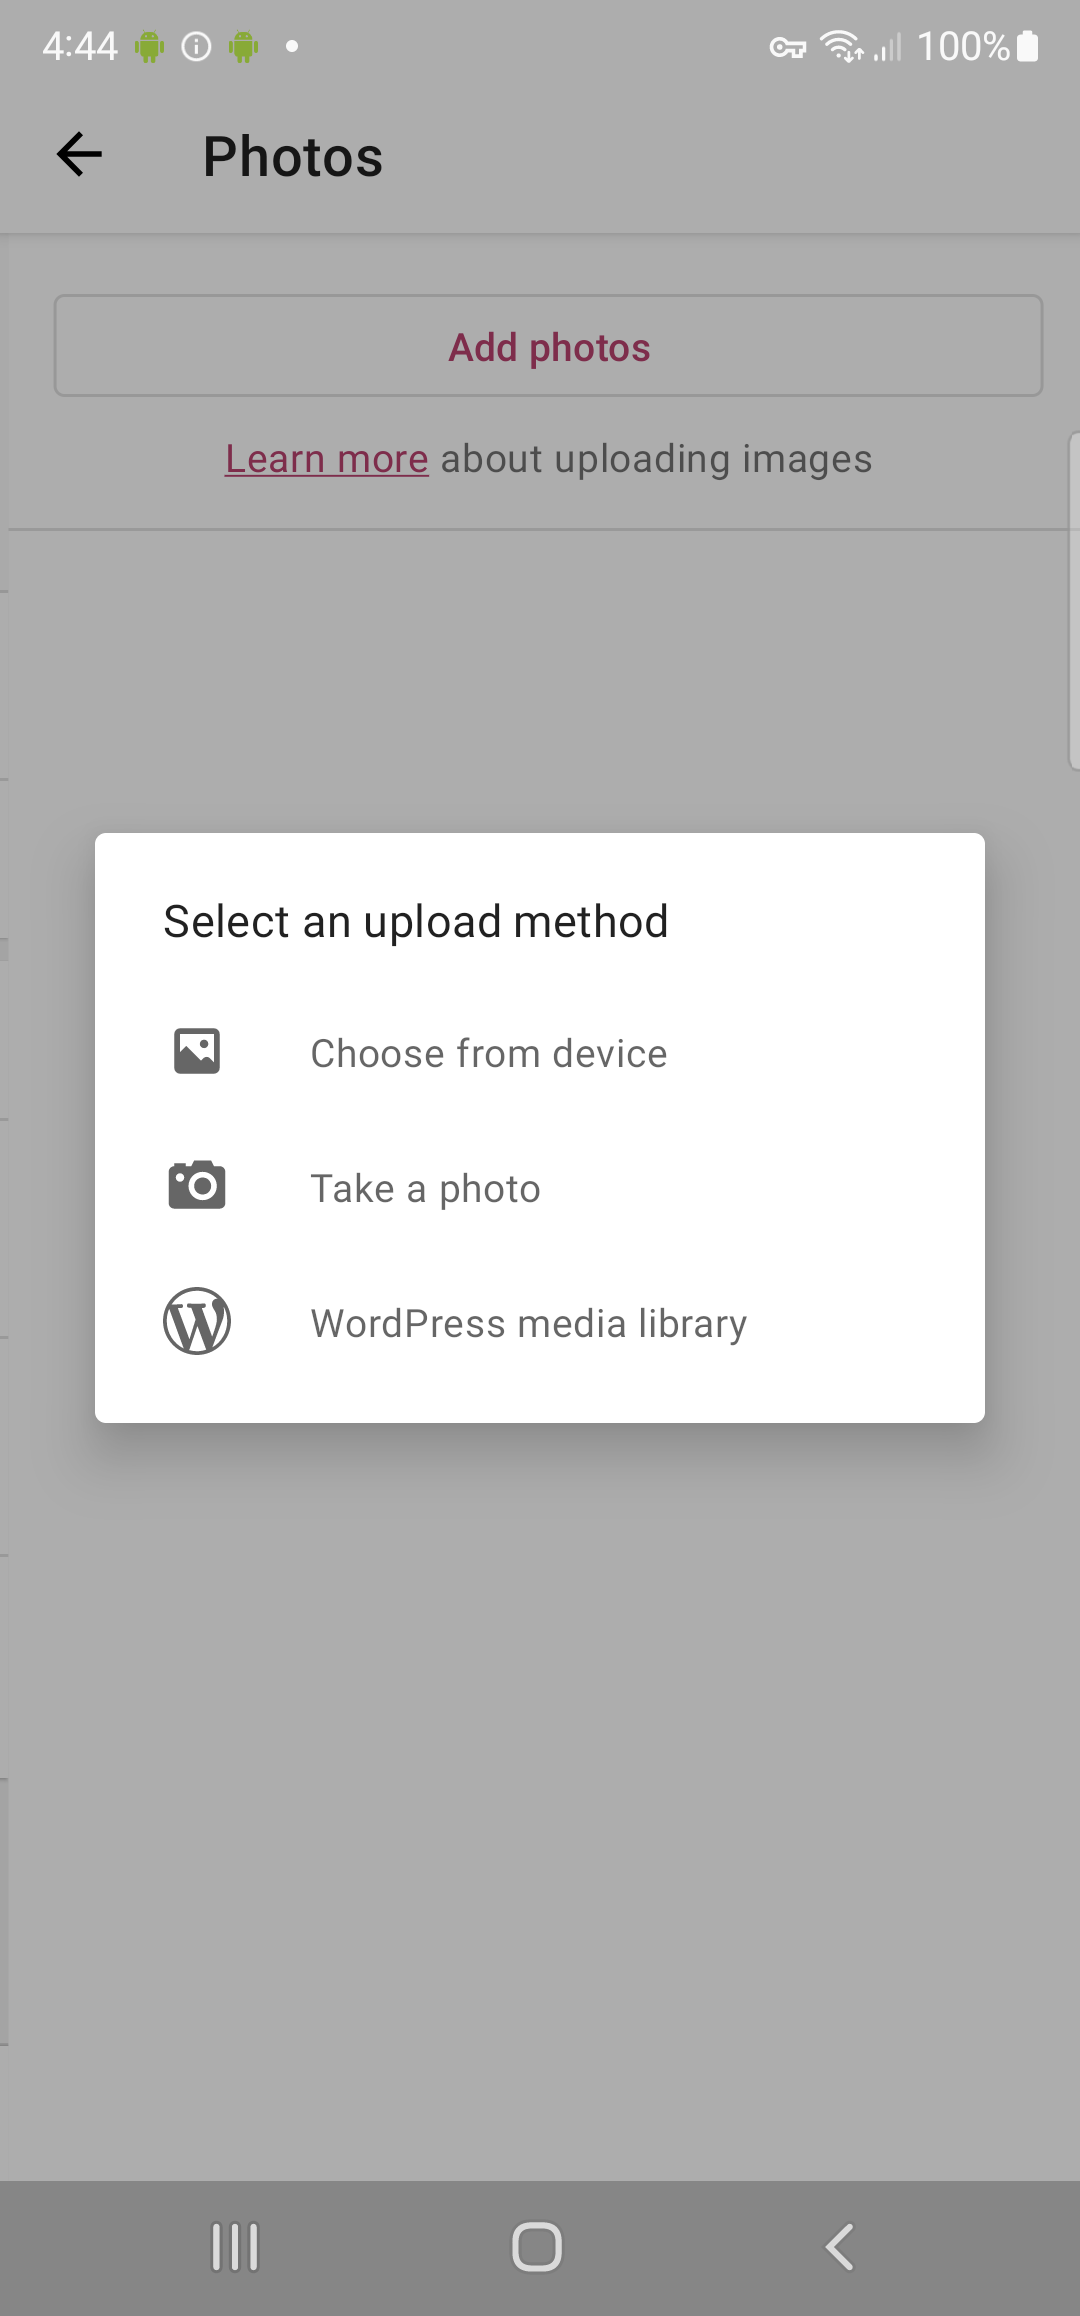 4:44
100%
Photos
Add photos
Learn more about uploading images
Select an upload method
Choose from device
Take a photo
WordPress media library